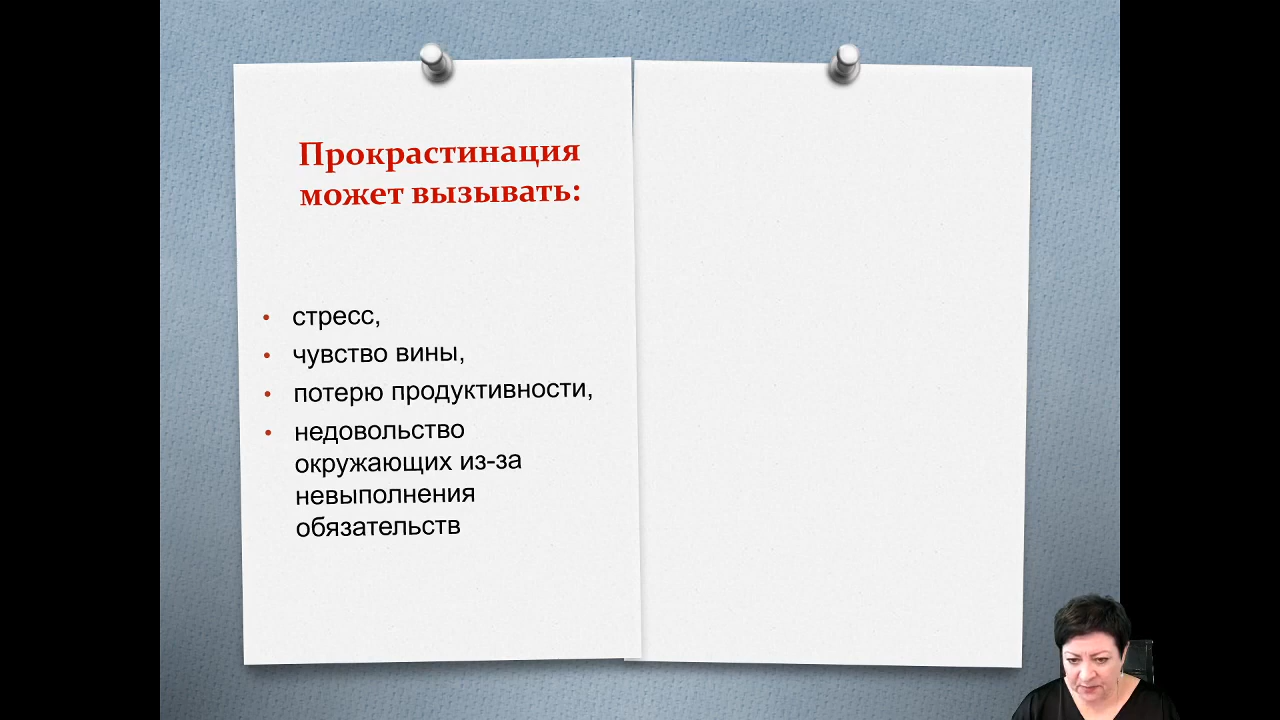 Прокрастинация
может вызывать:
• стресс,
• чувство вины,
• потерю продуктивности,
• недовольство
окружающих из-за
невыполнения
обязательств